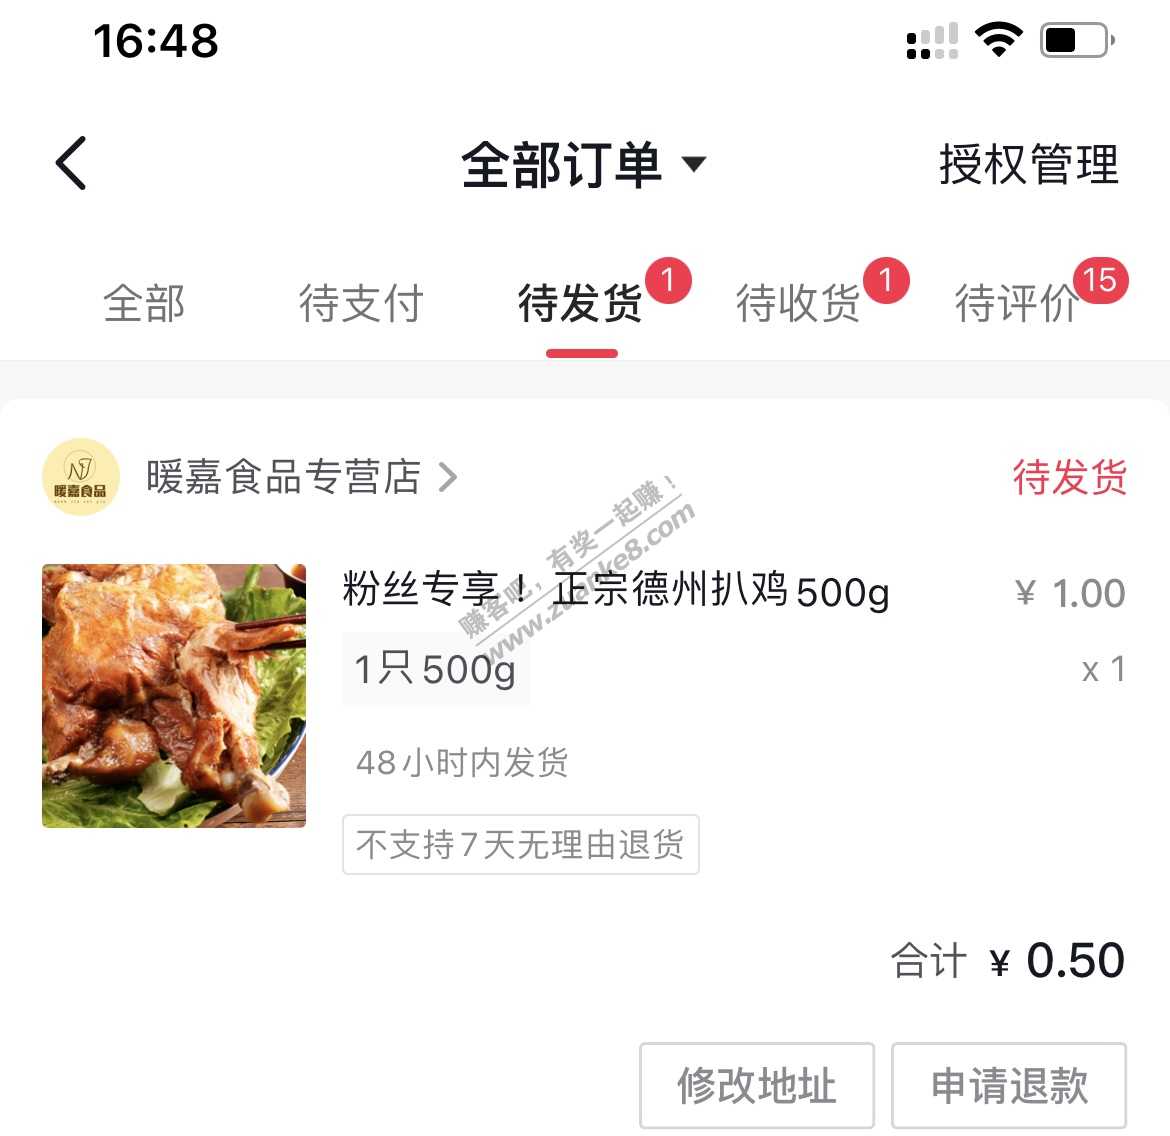 16:48
全部订单
授权管理
全部
待支付
待发货
1
待收货
1
待评价
15
暖嘉食品
暖嘉食品专营店
待发货
粉丝专享！ 正宗德州扒鸡500g
¥ 1.00
1只500g
x 1
48小时内发货
不支持7天无理由退货
合计 ¥ 0.50
修改地址
申请退款
赚客吧，有奖一起赚！
www.zuanke8.com